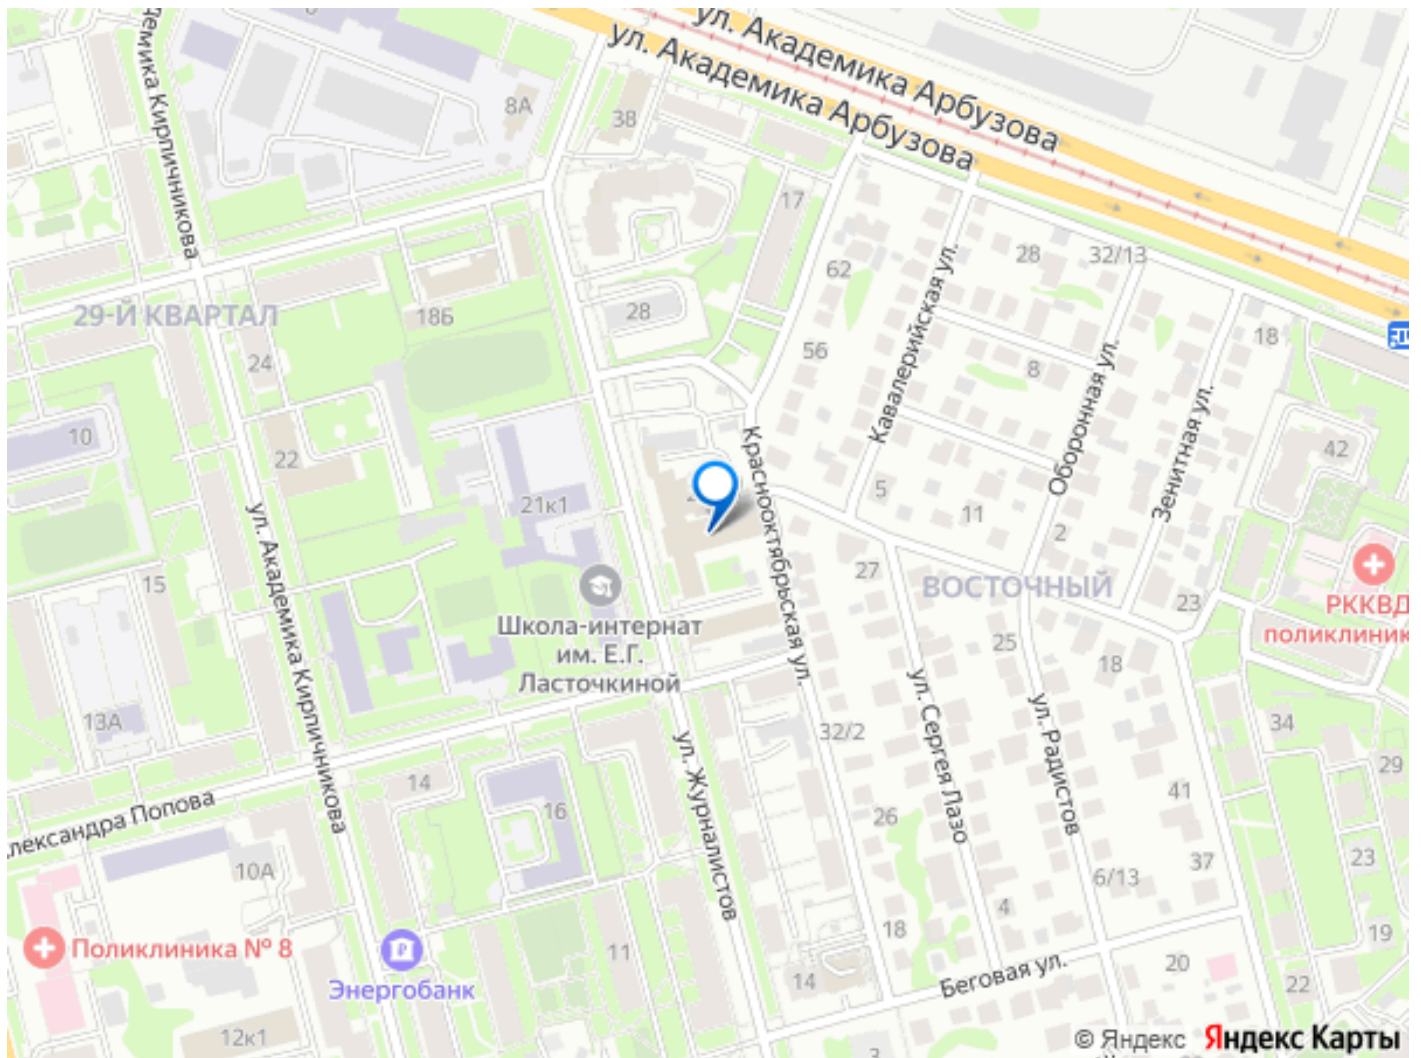 ул. Академика Арбузова
ул. Академика Арбузова
Химика Кирпичникова
8А
38
17
62
28
32/13
Кавалерийская ул.
29-Й КВАРТАЛ
18Б
28
24
56
8
18
Оборонная ул.
Зенитная ул.
10
22
42
Краснооктябрьская ул.
21к1
5
11
2
15
ул. Академика Кирпичникова
27
ВОСТОЧНЫЙ
23
РККВД
поликлиник
Школа-интернат
им. Е.Г.
Ласточкиной
25
18
13А
ул. Сергея Лазо
ул. Радистов
32/2
34
29
14
ул. Журналистов
41
лександра Попова
16
26
23
10А
37
6/13
4
18
19
Поликлиника № 8
11
20
Энергобанк
14
Беговая ул.
22
12к1
3
© Яндекс Яндекс Карты